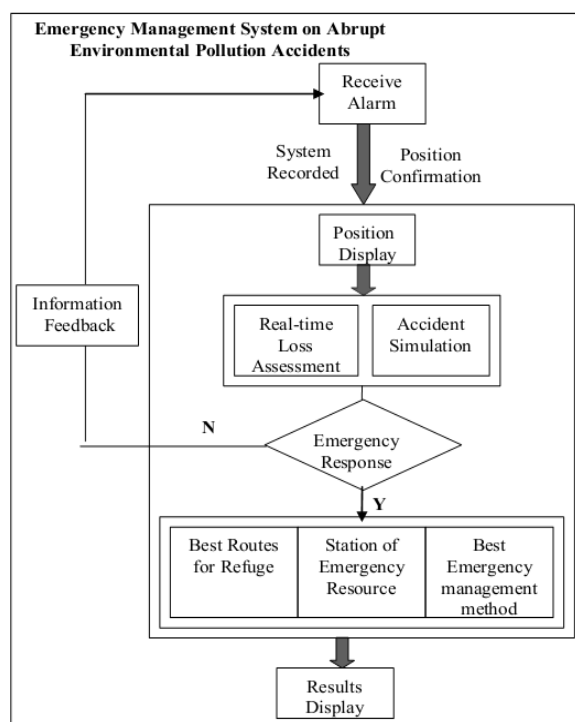 Emergency Management System on Abrupt
Environmental Pollution Accidents
Receive
Alarm
System
Recorded
Position
Confirmation
Position
Display
Information
Feedback
Real-time
Loss
Assessment
Accident
Simulation
N
Emergency
Response
Y
Best Routes
for Refuge
Station of
Emergency
Resource
Best
Emergency
management
method
Results
Display